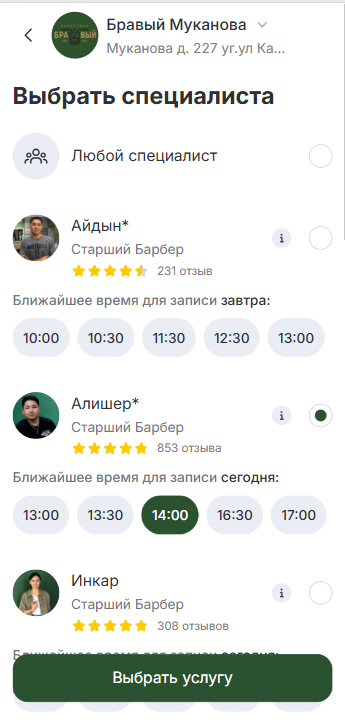 Бравый Муканова
БРА ВЫЙ
Муканова д. 227 уг.ул Ка...
Выбрать специалиста
Любой специалист
Айдын*
Старший Барбер
231 отзыв
Ближайшее время для записи завтра:
10:00 10:30 11:30 12:30 13:00
Алишер*
Старший Барбер
853 отзыва
Ближайшее время для записи сегодня:
13:00 13:30 14:00 16:30 17:00
Инкар
Старший Барбер
308 отзывов
Ближайшее время для записи сегодня:
Выбрать услугу